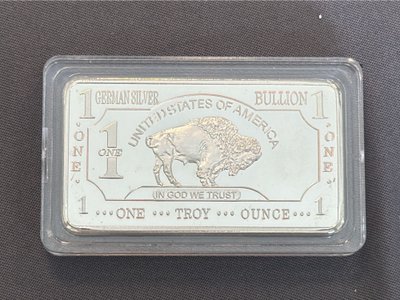 1 GERMAN SILVER BULLION 1
UNITED STATES OF AMERICA
ONE
1
ONE
1
ONE
IN GOD WE TRUST
1 ONE TROY OUNCE 1